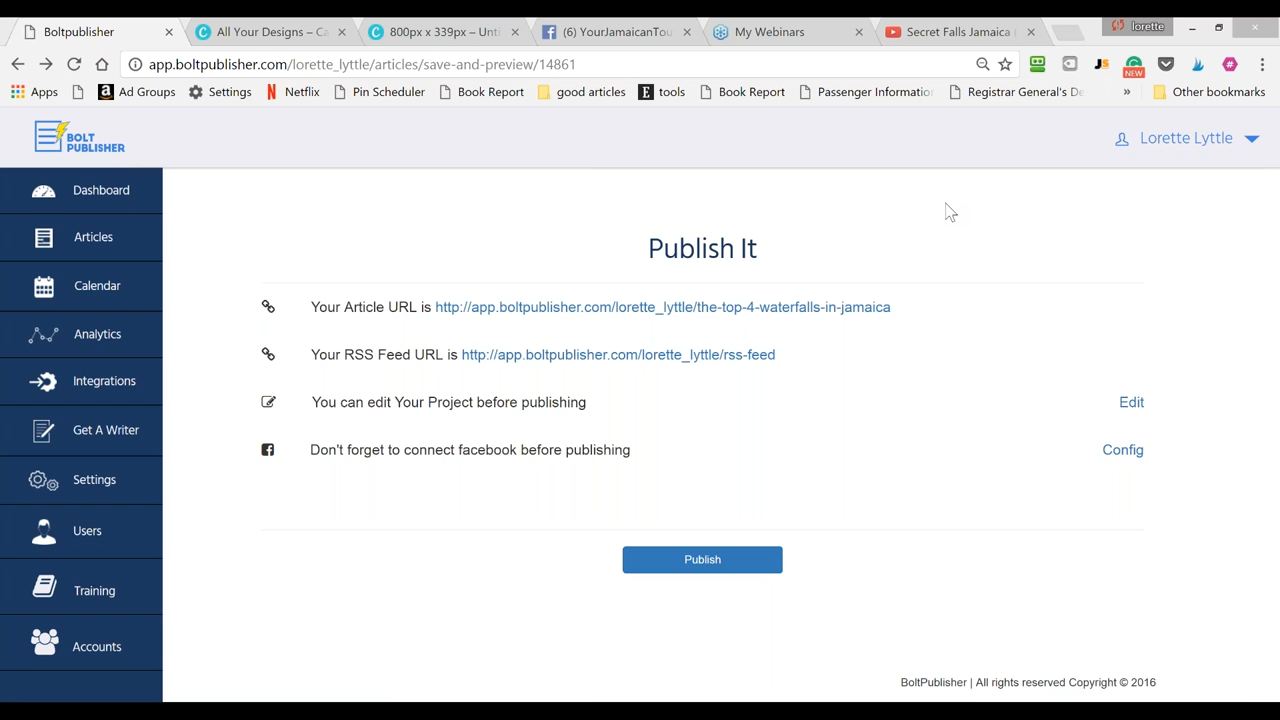 Boltpublisher
All Your Designs – Ca
800px x 339px – Unti
(6) YourJamaicanTou
My Webinars
Secret Falls Jamaica (
lorette
app.boltpublisher.com/lorette_lyttle/articles/save-and-preview/14861
JS
NEW
Apps
Ad Groups
Settings
Netflix
Pin Scheduler
Book Report
good articles
tools
Book Report
Passenger Informatio
Registrar General's De
»
Other bookmarks
BOLT
PUBLISHER
Lorette Lyttle
Dashboard
Articles
Calendar
Analytics
Integrations
Get A Writer
Settings
Users
Training
Accounts
Publish It
Your Article URL is http://app.boltpublisher.com/lorette_lyttle/the-top-4-waterfalls-in-jamaica
Your RSS Feed URL is http://app.boltpublisher.com/lorette_lyttle/rss-feed
You can edit Your Project before publishing Edit
Don't forget to connect facebook before publishing Config
Publish
BoltPublisher | All rights reserved Copyright © 2016